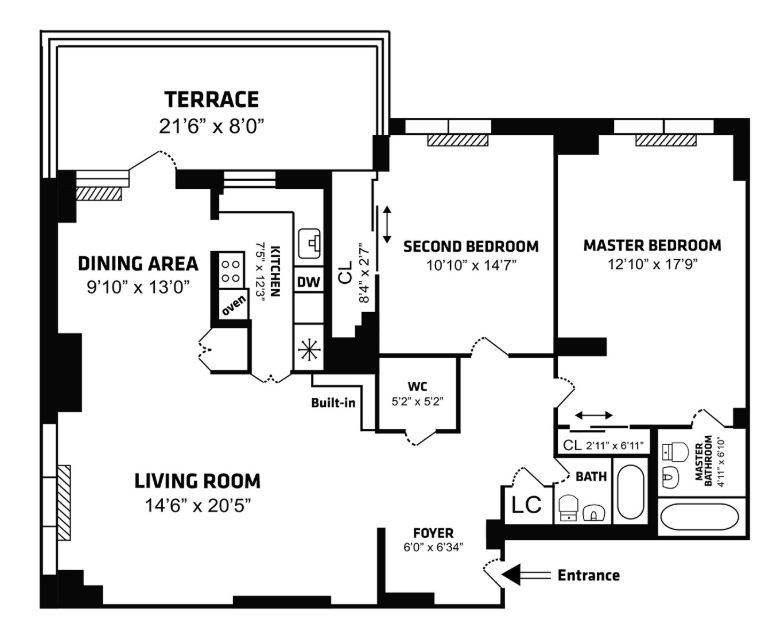 TERRACE
21'6" x 8'0"
DINING AREA
9'10" x 13'0"
KITCHEN
7'5" x 12'3"
oven
DW
CL
8'4" x 2'7"
SECOND BEDROOM
10'10" x 14'7"
MASTER BEDROOM
12'10" x 17'9"
Built-in
WC
5'2" x 5'2"
CL 2'11" x 6'11"
MASTER
BATHROOM
4'11" x 6'10"
BATH
LC
LIVING ROOM
14'6" x 20'5"
FOYER
6'0" x 6'34"
Entrance